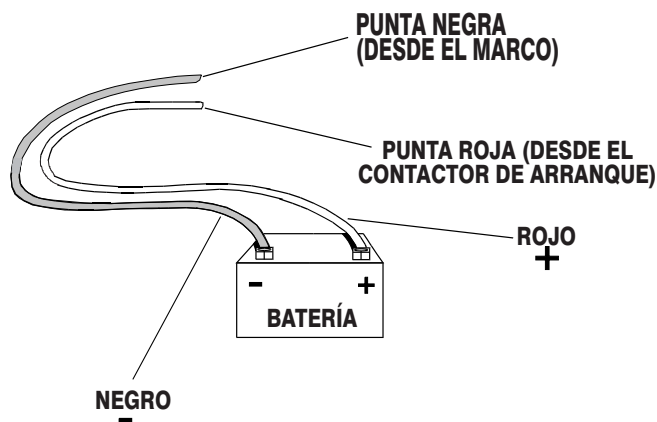 PUNTA NEGRA
(DESDE EL MARCO)
PUNTA ROJA (DESDE EL
CONTACTOR DE ARRANQUE)
ROJO
+
- +
BATERÍA
NEGRO
-